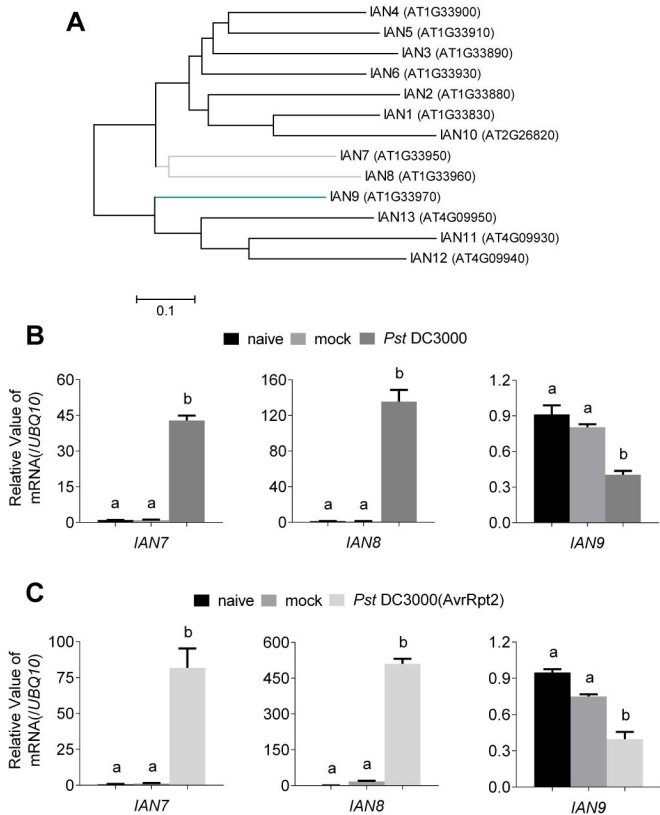 A
IAN4 (AT1G33900)
IAN5 (AT1G33910)
IAN3 (AT1G33890)
IAN6 (AT1G33930)
IAN2 (AT1G33880)
IAN1 (AT1G33830)
IAN10 (AT2G26820)
IAN7 (AT1G33950)
IAN8 (AT1G33960)
IAN9 (AT1G33970)
IAN13 (AT4G09950)
IAN11 (AT4G09930)
IAN12 (AT4G09940)
0.1
B
naive mock Pst DC3000
Relative Value of
mRNA(/UBQ10)
60
45
30
15
0
a a b
IAN7
160
120
80
40
0
a a b
IAN8
1.2
0.9
0.6
0.3
0.0
a a b
IAN9
C
naive mock Pst DC3000(AvrRpt2)
Relative Value of
mRNA(/UBQ10)
100
75
50
25
0
a a b
IAN7
600
450
300
150
0
a a b
IAN8
1.2
0.9
0.6
0.3
0.0
a a b
IAN9